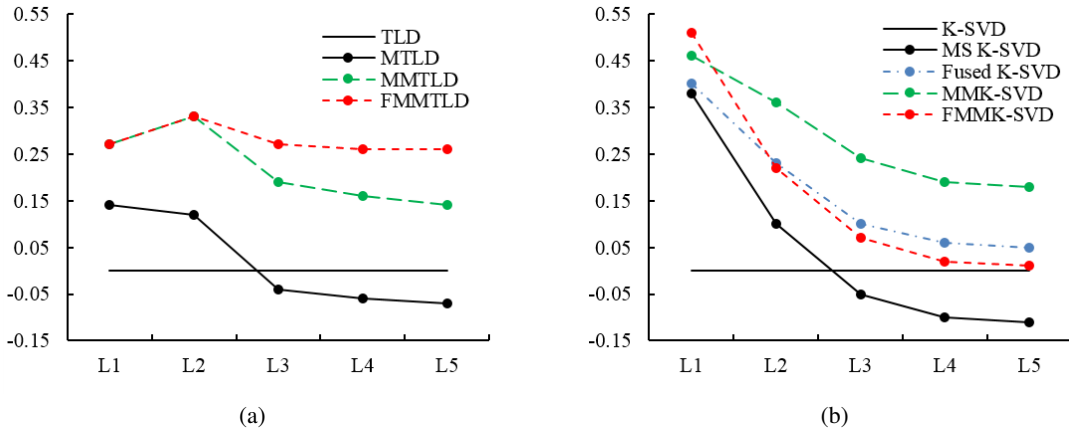 0.55
0.45
0.35
0.25
0.15
0.05
-0.05
-0.15
TLD
MTLD
MMTLD
FMMTLD
L1 L2 L3 L4 L5
(a)
0.55
0.45
0.35
0.25
0.15
0.05
-0.05
-0.15
K-SVD
MS K-SVD
Fused K-SVD
MMK-SVD
FMMK-SVD
L1 L2 L3 L4 L5
(b)